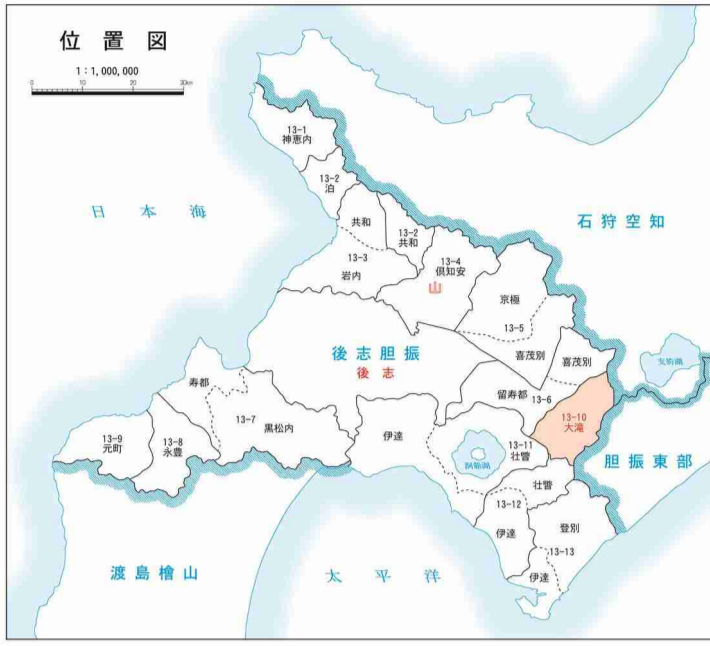 位置図
1:1,000,000
0 10 20 30km
13-1
神恵内
13-2
泊
共和
13-2
共和
13-3
岩内
13-4
倶知安
山
京極
13-5
喜茂別
喜茂別
日本海
石狩空知
後志胆振
後志
支笏湖
留寿都 13-6
13-10
大滝
寿都
13-7
黒松内
13-9
元町
13-8
永豊
伊達
洞爺湖
13-11
壮瞥
胆振東部
壮瞥
13-12
伊達
登別
13-13
伊達
渡島檜山
太平洋